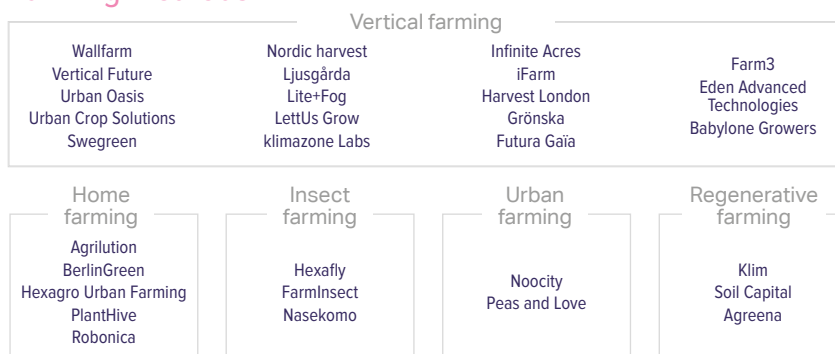 Vertical farming
Wallfarm
Vertical Future
Urban Oasis
Urban Crop Solutions
Swegreen
Nordic harvest
Ljusgårda
Lite+Fog
LettUs Grow
klimazone Labs
Infinite Acres
iFarm
Harvest London
Grönska
Futura Gaïa
Farm3
Eden Advanced
Technologies
Babylone Growers
Home
farming
Agrilution
BerlinGreen
Hexagro Urban Farming
PlantHive
Robonica
Insect
farming
Hexafly
FarmInsect
Nasekomo
Urban
farming
Noocity
Peas and Love
Regenerative
farming
Klim
Soil Capital
Agreena